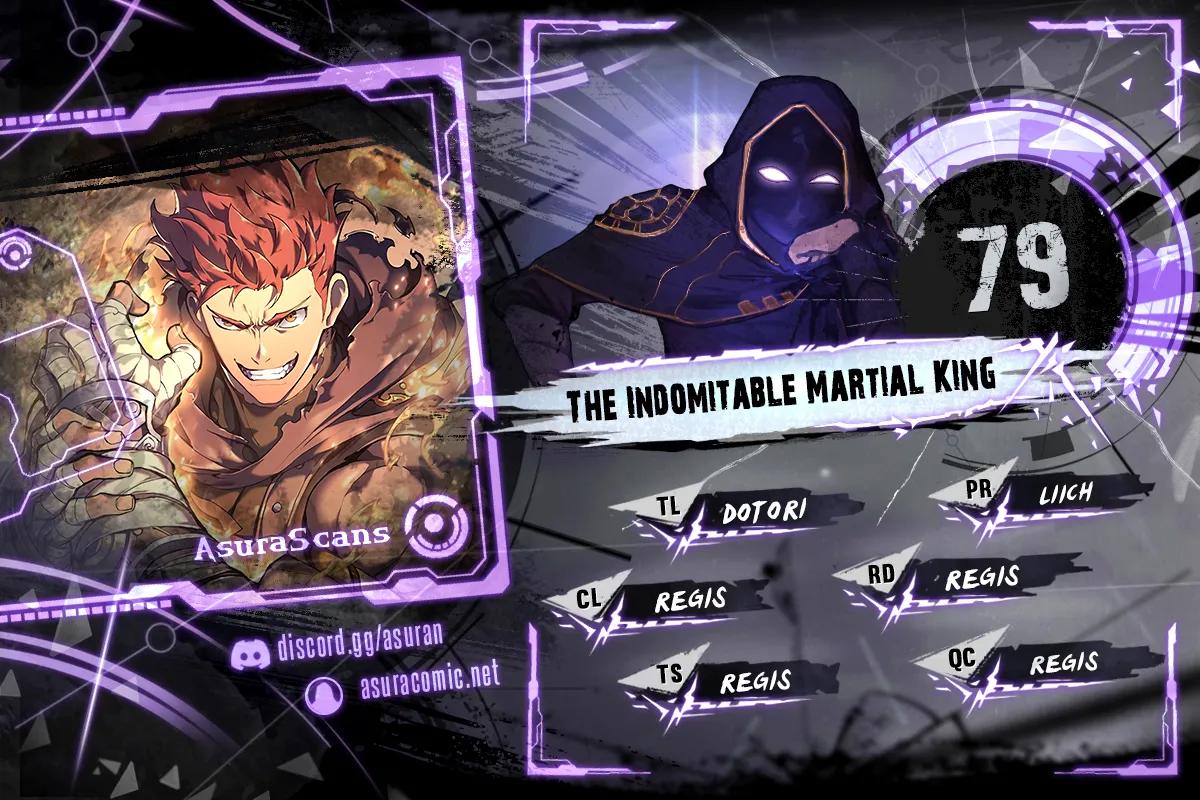 79
THE INDOMITABLE MARTIAL KING
TL DOTORI
PR LIICH
CL REGIS
RD REGIS
TS REGIS
QC REGIS
AsuraScans
discord.gg/asuran
asuracomic.net